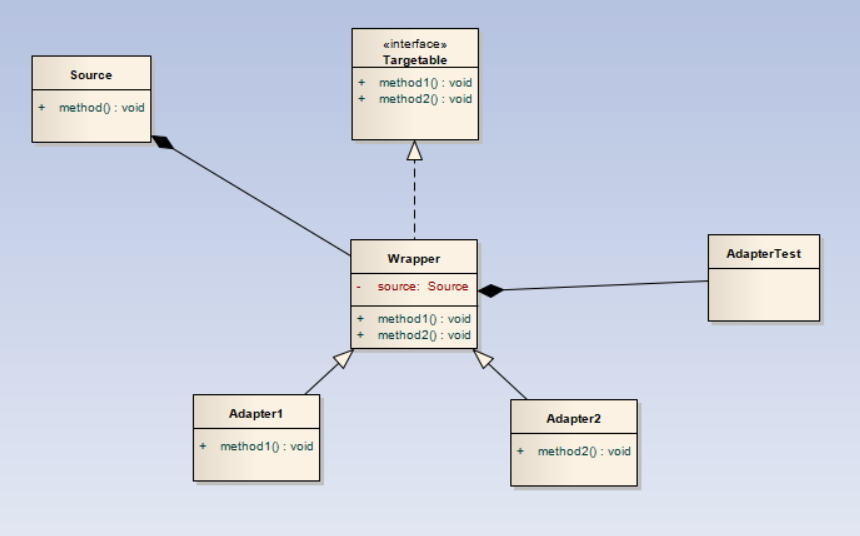 Source
+ method() : void
«interface»
Targetable
+ method1() : void
+ method2() : void
Wrapper
- source: Source
+ method1() : void
+ method2() : void
AdapterTest
Adapter1
+ method1() : void
Adapter2
+ method2() : void